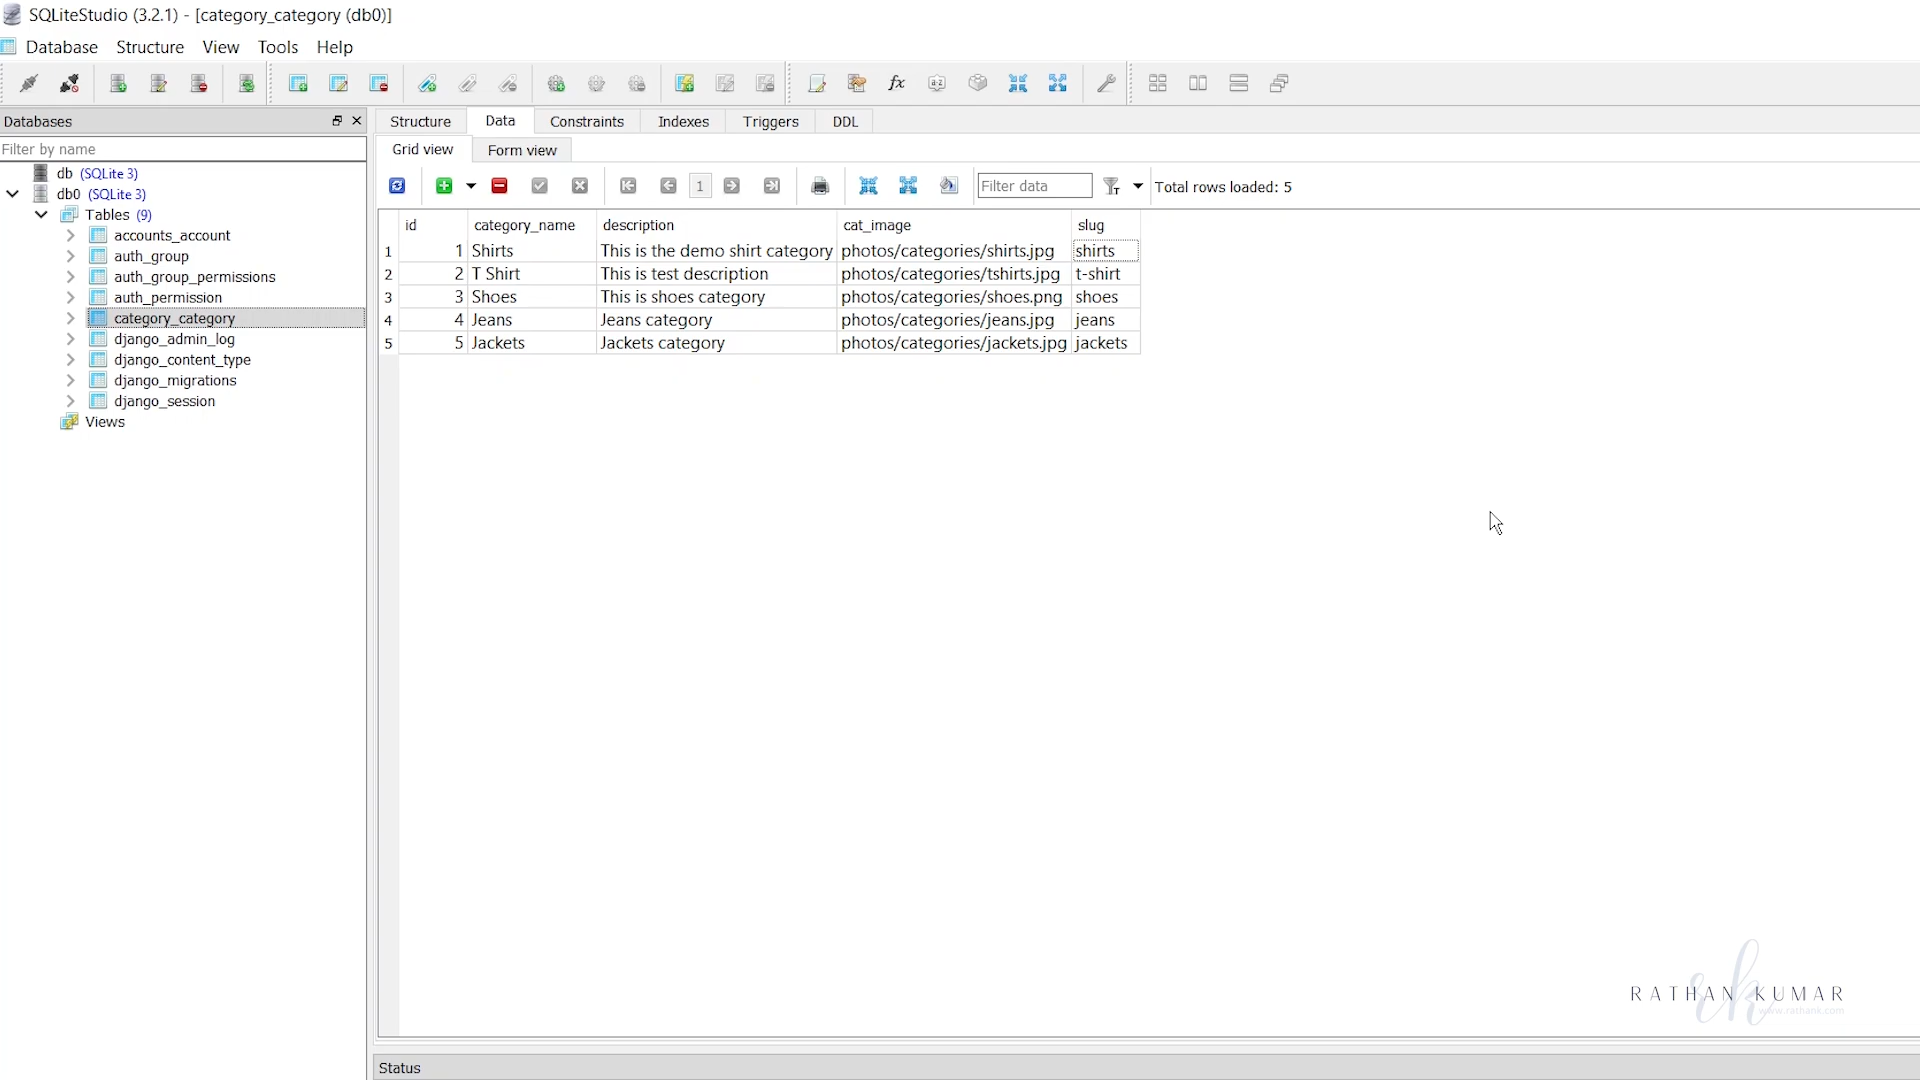 SQLiteStudio (3.2.1) - [category_category (db0)]
Database Structure View Tools Help
Databases
Filter by name
db (SQLite 3)
db0 (SQLite 3)
Tables (9)
accounts_account
auth_group
auth_group_permissions
auth_permission
category_category
django_admin_log
django_content_type
django_migrations
django_session
Views
Structure Data Constraints Indexes Triggers DDL
Grid view Form view
1 Filter data Total rows loaded: 5
id category_name description cat_image slug
1 1 Shirts This is the demo shirt category photos/categories/shirts.jpg shirts
2 2 T Shirt This is test description photos/categories/tshirts.jpg t-shirt
3 3 Shoes This is shoes category photos/categories/shoes.png shoes
4 4 Jeans Jeans category photos/categories/jeans.jpg jeans
5 5 Jackets Jackets category photos/categories/jackets.jpg jackets
rk
RATHAN KUMAR
www.rathank.com
Status